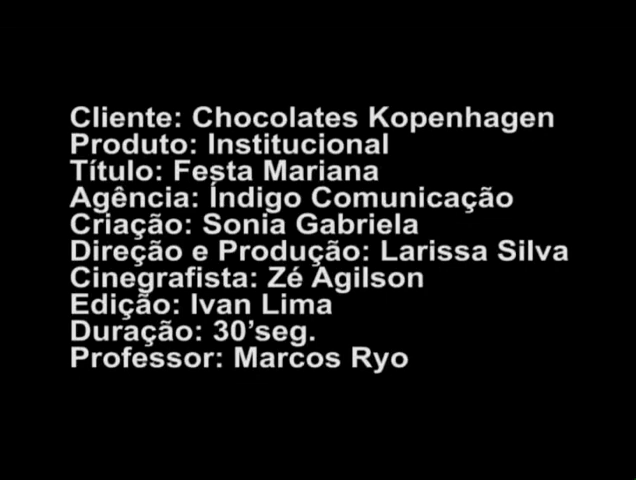 Cliente: Chocolates Kopenhagen
Produto: Institucional
Título: Festa Mariana
Agência: Índigo Comunicação
Criação: Sonia Gabriela
Direção e Produção: Larissa Silva
Cinegrafista: Zé Agilson
Edição: Ivan Lima
Duração: 30’seg.
Professor: Marcos Ryo